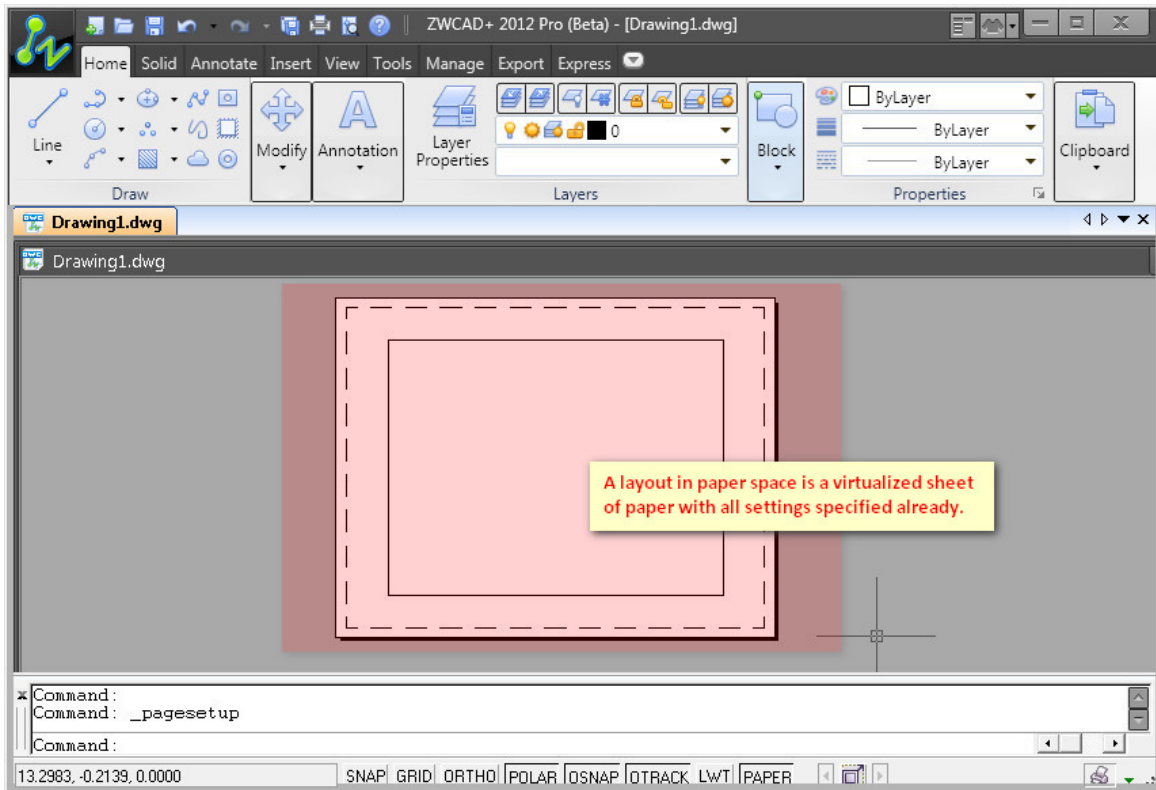 ZWCAD+ 2012 Pro (Beta) - [Drawing1.dwg]
Home Solid Annotate Insert View Tools Manage Export Express
Line
Modify
Annotation
Layer
Properties
0
Block
ByLayer
ByLayer
ByLayer
Clipboard
Draw
Layers
Properties
Drawing1.dwg
Drawing1.dwg
A layout in paper space is a virtualized sheet
of paper with all settings specified already.
Command:
Command: _pagesetup
Command:
13.2983, -0.2139, 0.0000 SNAP GRID ORTHO POLAR OSNAP OTRACK LWT PAPER